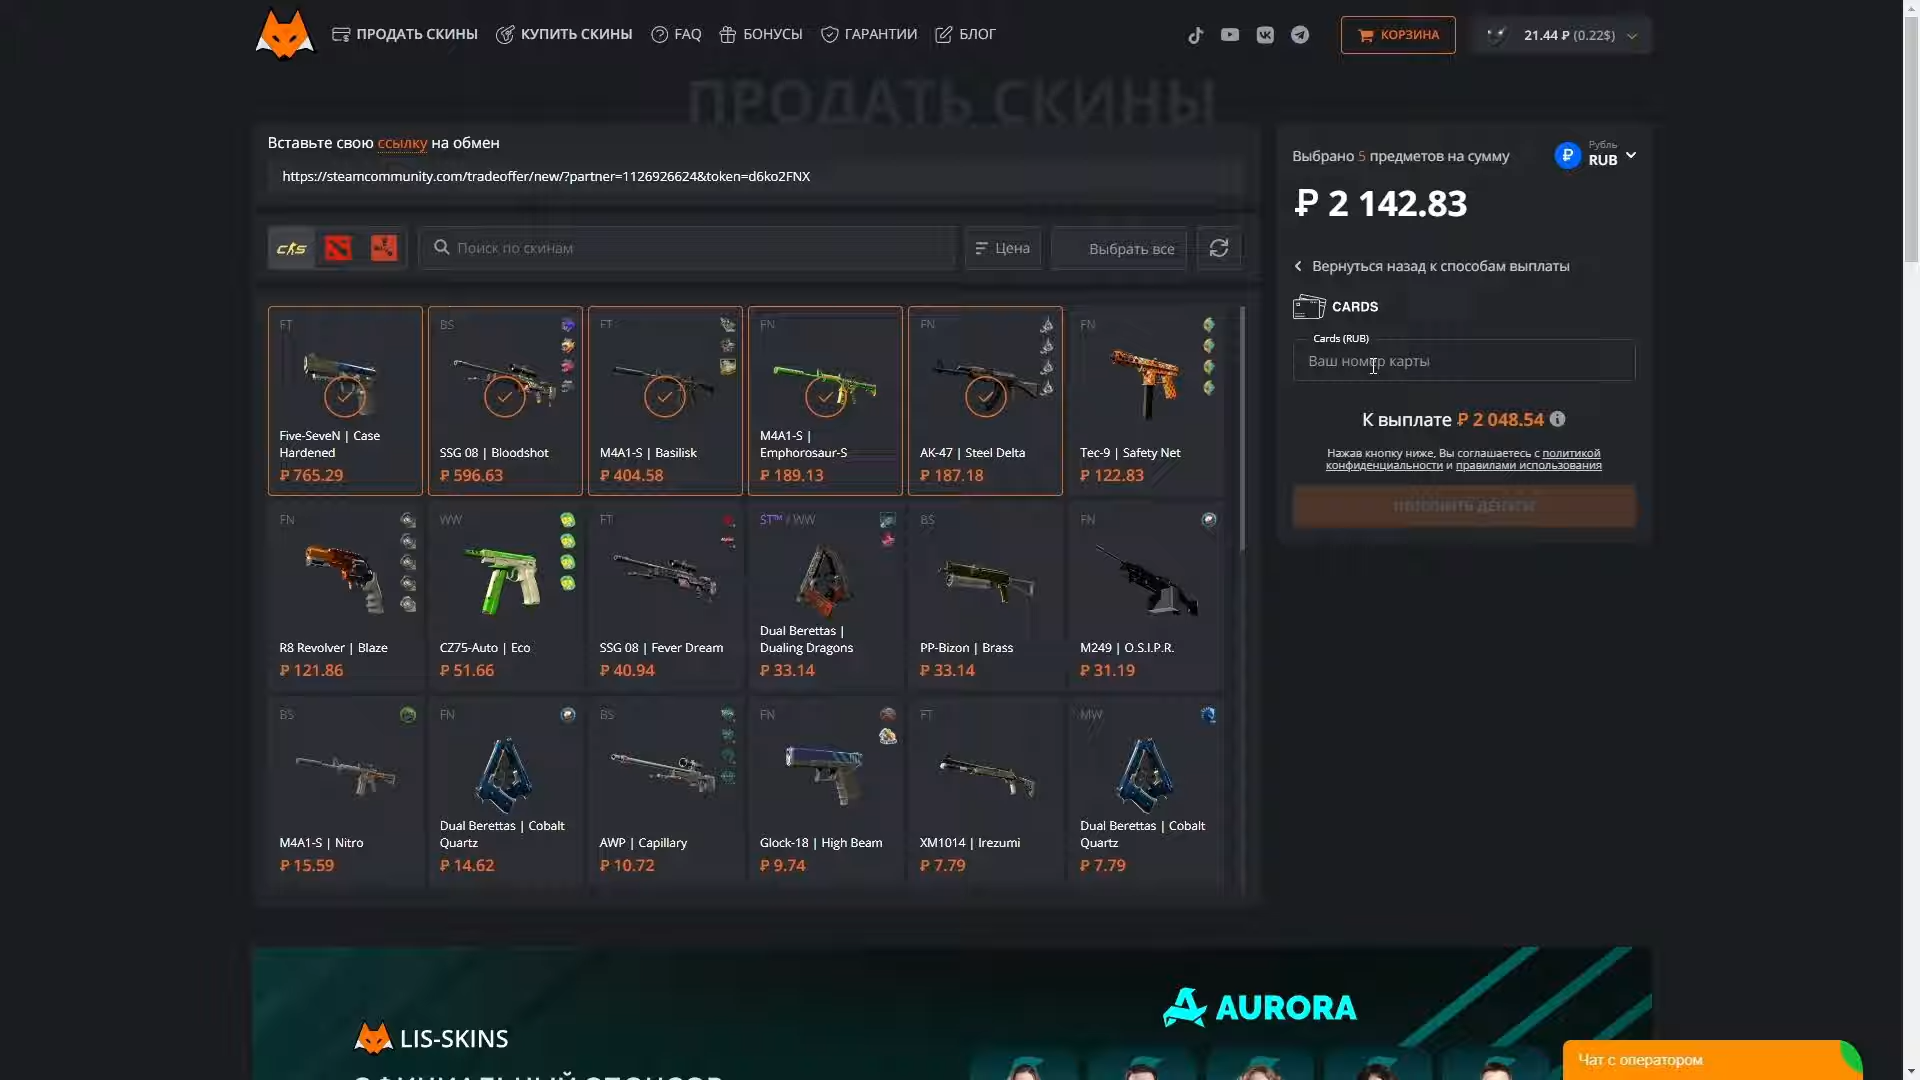 ПРОДАТЬ СКИНЫ
КУПИТЬ СКИНЫ
FAQ
БОНУСЫ
ГАРАНТИИ
БЛОГ
КОРЗИНА
21.44 ₽ (0.22$)
ПРОДАТЬ СКИНЫ
Вставьте свою ссылку на обмен
https://steamcommunity.com/tradeoffer/new/?partner=1126926624&token=d6ko2FNX
Поиск по скинам
Цена
Выбрать все
Выбрано 5 предметов на сумму
Рубль
RUB
₽ 2 142.83
Вернуться назад к способам выплаты
CARDS
Cards (RUB)
Ваш номер карты
К выплате ₽ 2 048.54
Нажав кнопку ниже, Вы соглашаетесь с политикой
конфиденциальности и правилами использования
FT
Five-SeveN | Case
Hardened
₽ 765.29
BS
SSG 08 | Bloodshot
₽ 596.63
FT
M4A1-S | Basilisk
₽ 404.58
FN
M4A1-S |
Emphorosaur-S
₽ 189.13
FN
AK-47 | Steel Delta
₽ 187.18
FN
Tec-9 | Safety Net
₽ 122.83
FN
R8 Revolver | Blaze
₽ 121.86
WW
CZ75-Auto | Eco
₽ 51.66
FT
SSG 08 | Fever Dream
₽ 40.94
ST™ / WW
Dual Berettas |
Dualing Dragons
₽ 33.14
BS
PP-Bizon | Brass
₽ 33.14
FN
M249 | O.S.I.P.R.
₽ 31.19
BS
M4A1-S | Nitro
₽ 15.59
FN
Dual Berettas | Cobalt
Quartz
₽ 14.62
BS
AWP | Capillary
₽ 10.72
FN
Glock-18 | High Beam
₽ 9.74
FT
XM1014 | Irezumi
₽ 7.79
MW
Dual Berettas | Cobalt
Quartz
₽ 7.79
LIS-SKINS
AURORA
Чат с оператором